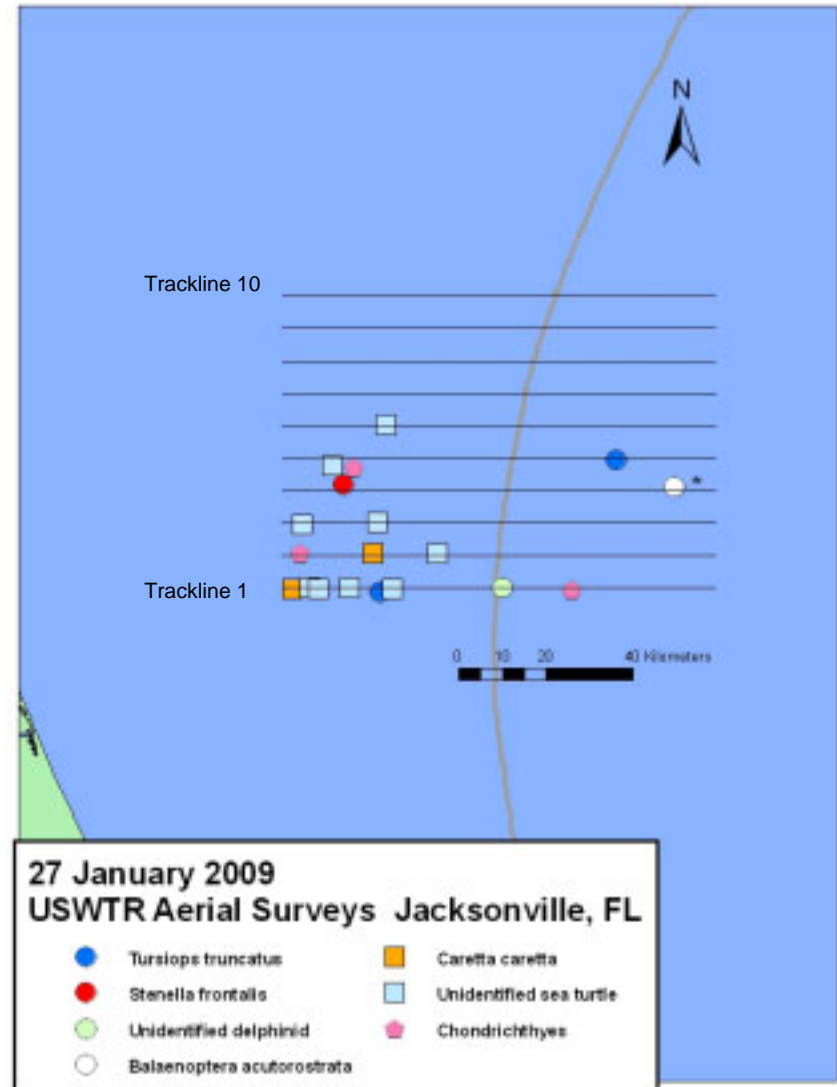 N
Trackline 10
*
Trackline 1
0 10 20 40 Kilometers
27 January 2009
USWTR Aerial Surveys Jacksonville, FL
Tursiops truncatus
Caretta caretta
Stenella frontalis
Unidentified sea turtle
Unidentified delphinid
Chondrichthyes
Balaenoptera acutorostrata